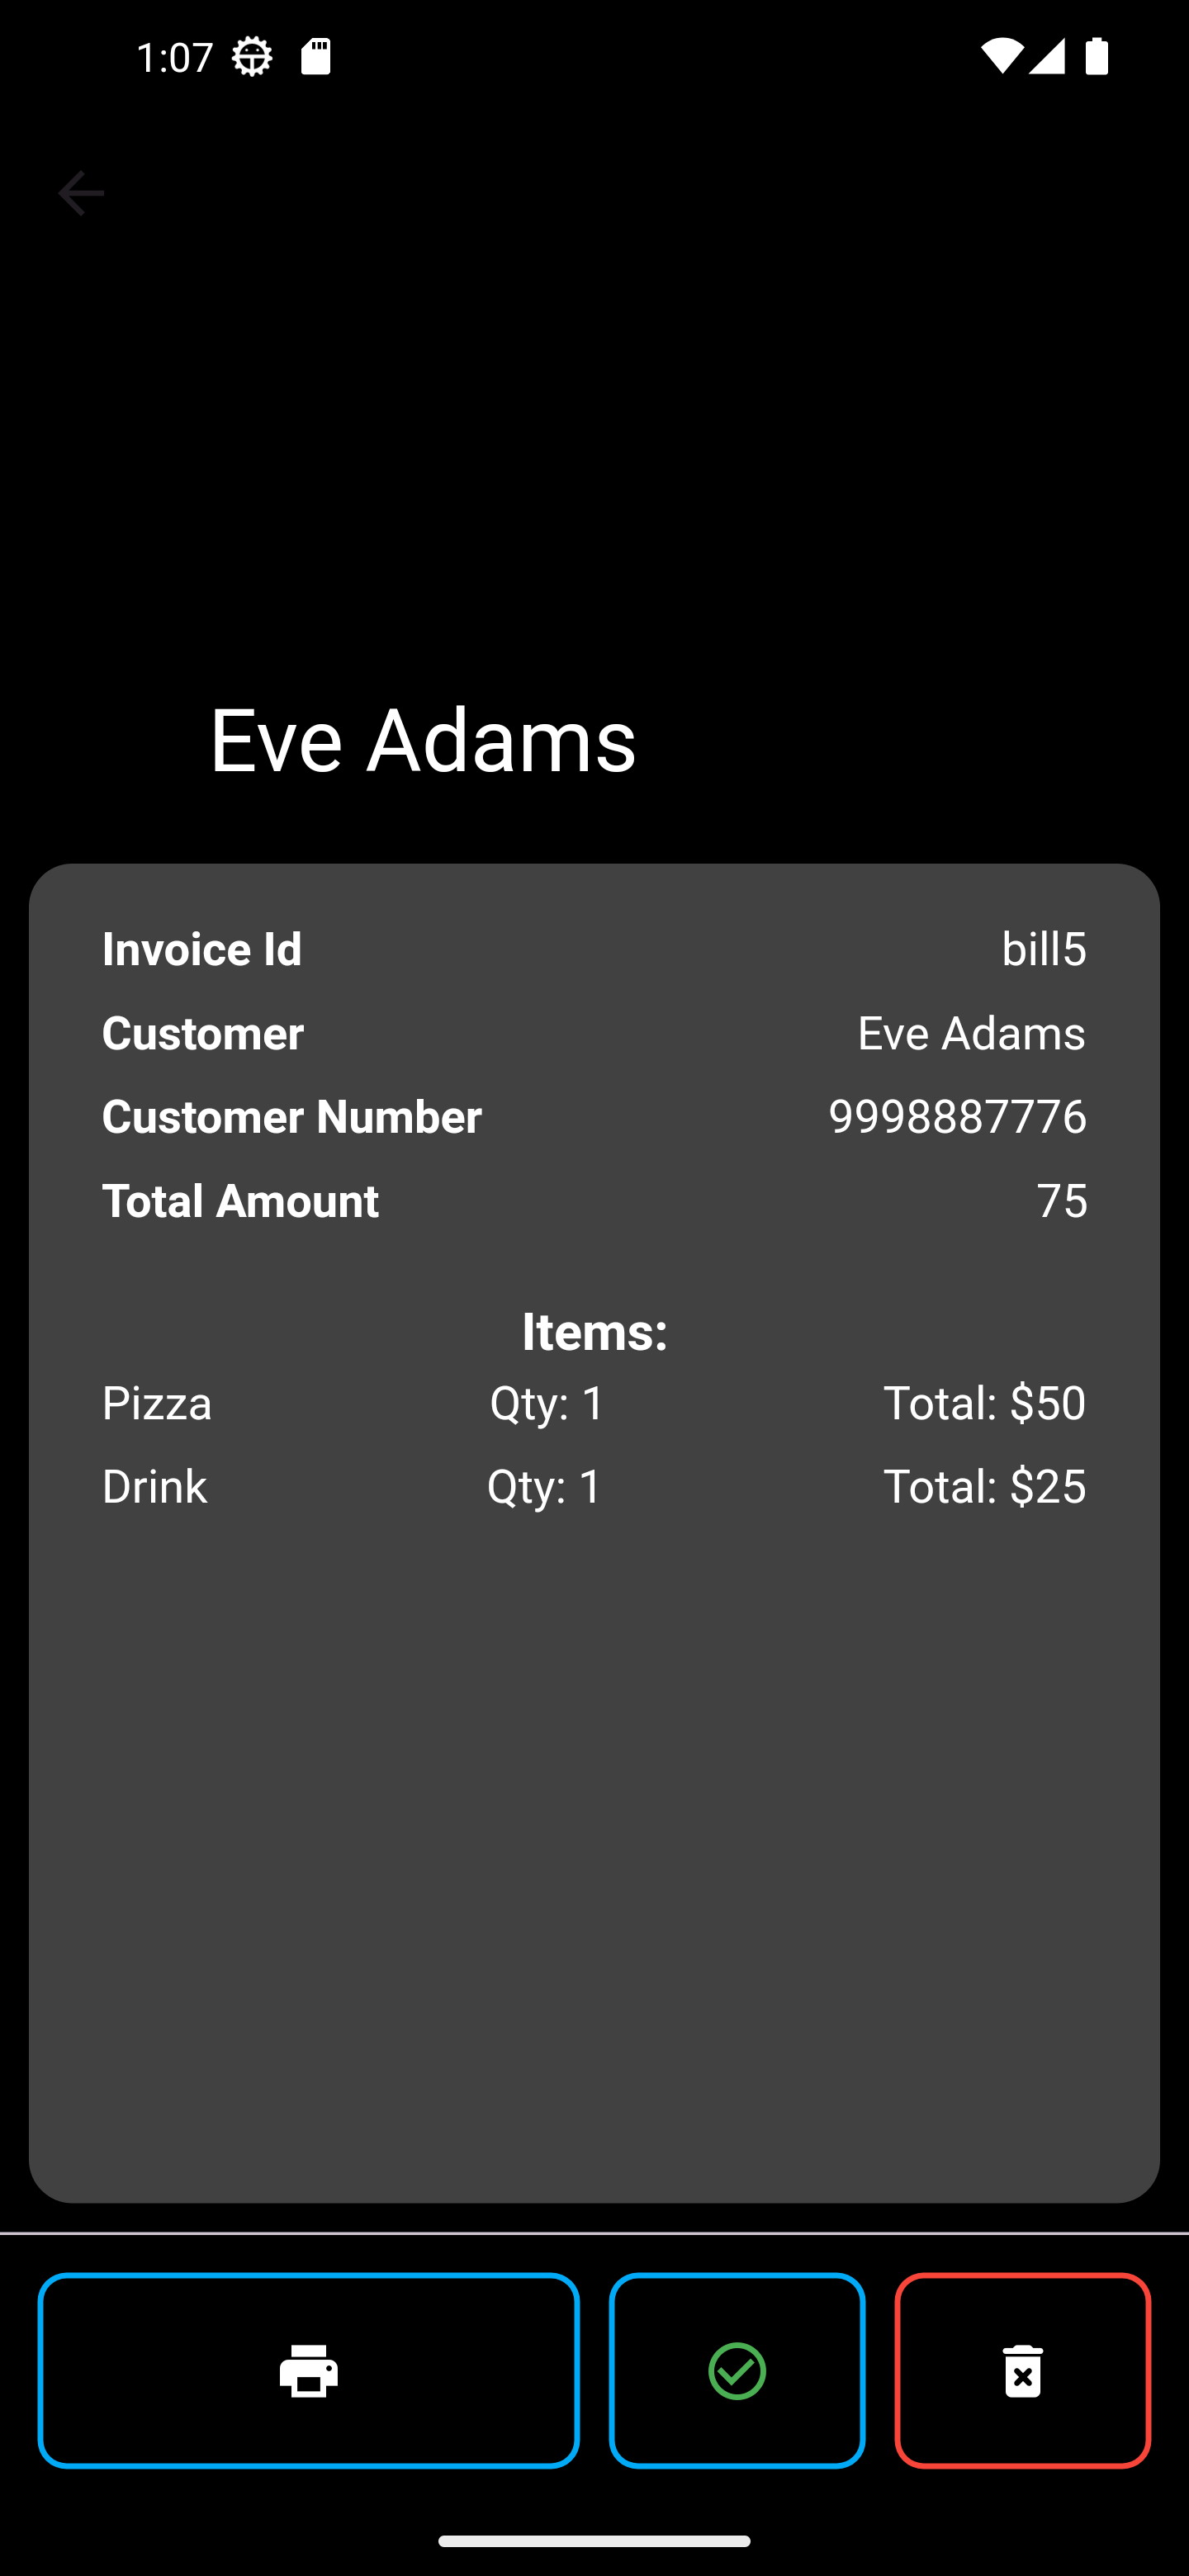 1:07
Eve Adams
Invoice Id bill5
Customer Eve Adams
Customer Number 9998887776
Total Amount 75
Items:
Pizza Qty: 1 Total: $50
Drink Qty: 1 Total: $25